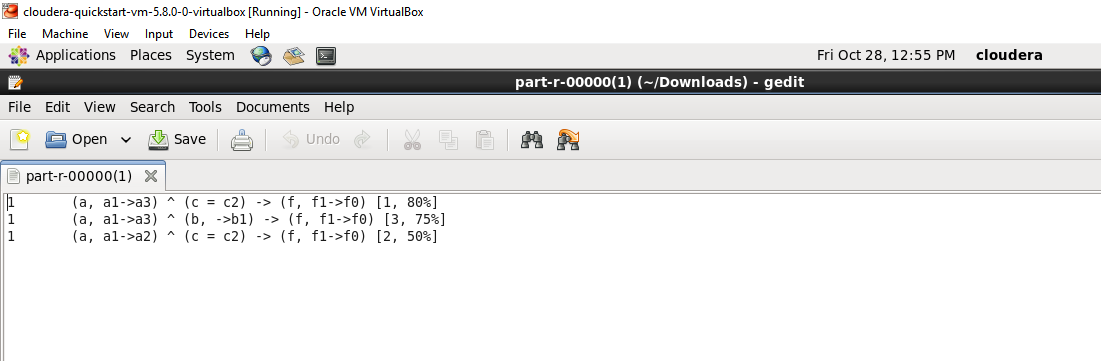 cloudera-quickstart-vm-5.8.0-0-virtualbox [Running] - Oracle VM VirtualBox
File Machine View Input Devices Help
Applications Places System Fri Oct 28, 12:55 PM cloudera
part-r-00000(1) (~/Downloads) - gedit
File Edit View Search Tools Documents Help
Open Save Undo
part-r-00000(1)
1 (a, a1->a3) ^ (c = c2) -> (f, f1->f0) [1, 80%]
1 (a, a1->a3) ^ (b, ->b1) -> (f, f1->f0) [3, 75%]
1 (a, a1->a2) ^ (c = c2) -> (f, f1->f0) [2, 50%]